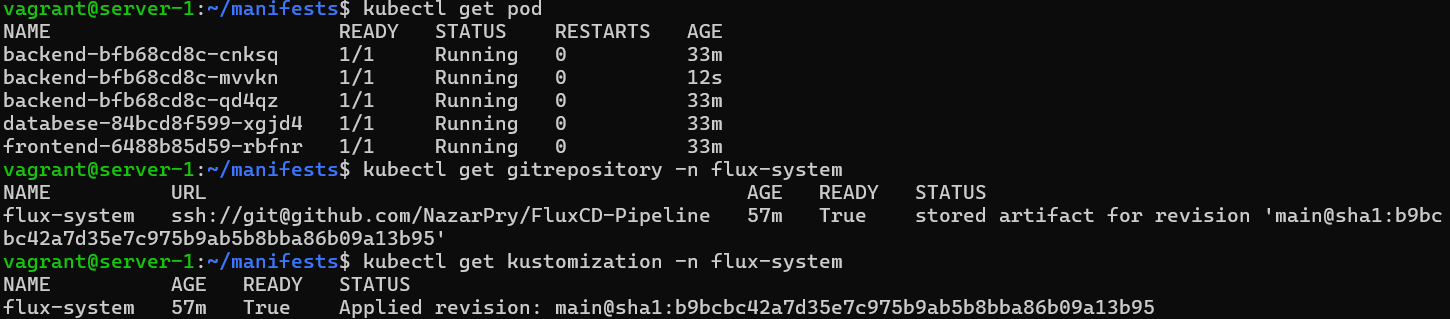 vagrant@server-1:~/manifests$ kubectl get pod
NAME                        READY   STATUS    RESTARTS   AGE
backend-bfb68cd8c-cnksq     1/1     Running   0          33m
backend-bfb68cd8c-mvvkn     1/1     Running   0          12s
backend-bfb68cd8c-qd4qz     1/1     Running   0          33m
databese-84bcd8f599-xgjd4   1/1     Running   0          33m
frontend-6488b85d59-rbfnr   1/1     Running   0          33m
vagrant@server-1:~/manifests$ kubectl get gitrepository -n flux-system
NAME          URL                                             AGE   READY   STATUS
flux-system   ssh://git@github.com/NazarPry/FluxCD-Pipeline   57m   True    stored artifact for revision 'main@sha1:b9bc
bc42a7d35e7c975b9ab5b8bba86b09a13b95'
vagrant@server-1:~/manifests$ kubectl get kustomization -n flux-system
NAME          AGE   READY   STATUS
flux-system   57m   True    Applied revision: main@sha1:b9bcbc42a7d35e7c975b9ab5b8bba86b09a13b95